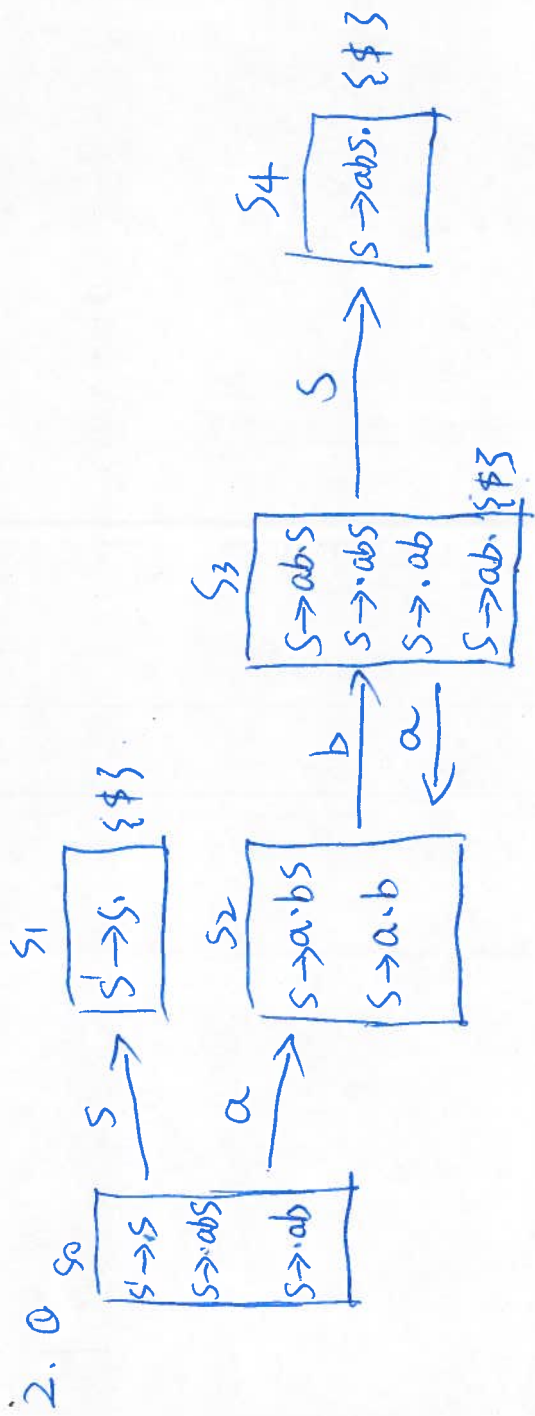 2. ①
S0
S'→.S
S→.abS
S→.ab
S
a
S1
S'→S.
{$}
S2
S→a.bS
S→a.b
b
a
S3
S→ab.S
S→.abS
S→.ab
S→ab. {$}
S
S4
S→abS.
{$}